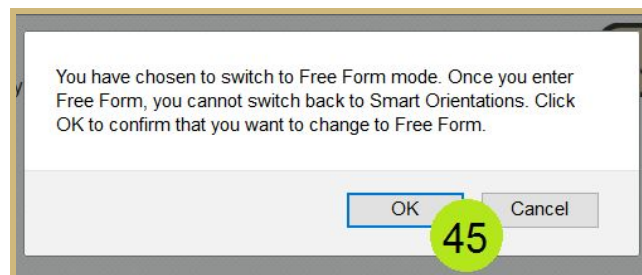 You have chosen to switch to Free Form mode. Once you enter
Free Form, you cannot switch back to Smart Orientations. Click
OK to confirm that you want to change to Free Form.
OK Cancel
45